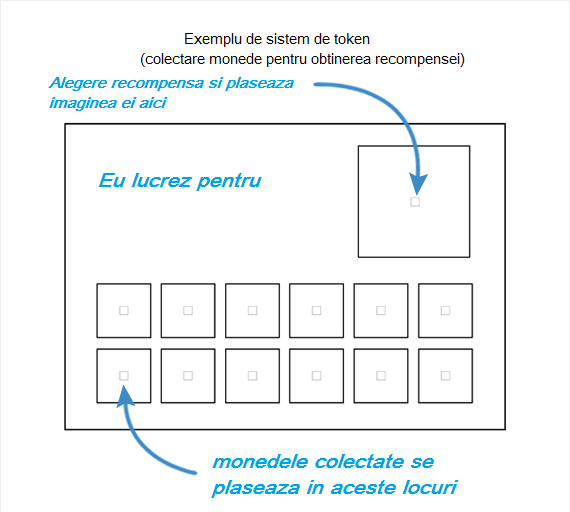 Exemplu de sistem de token
(colectare monede pentru obtinerea recompensei)
Alegere recompensa si plaseaza
imaginea ei aici
Eu lucrez pentru
monedele colectate se
plaseaza in aceste locuri